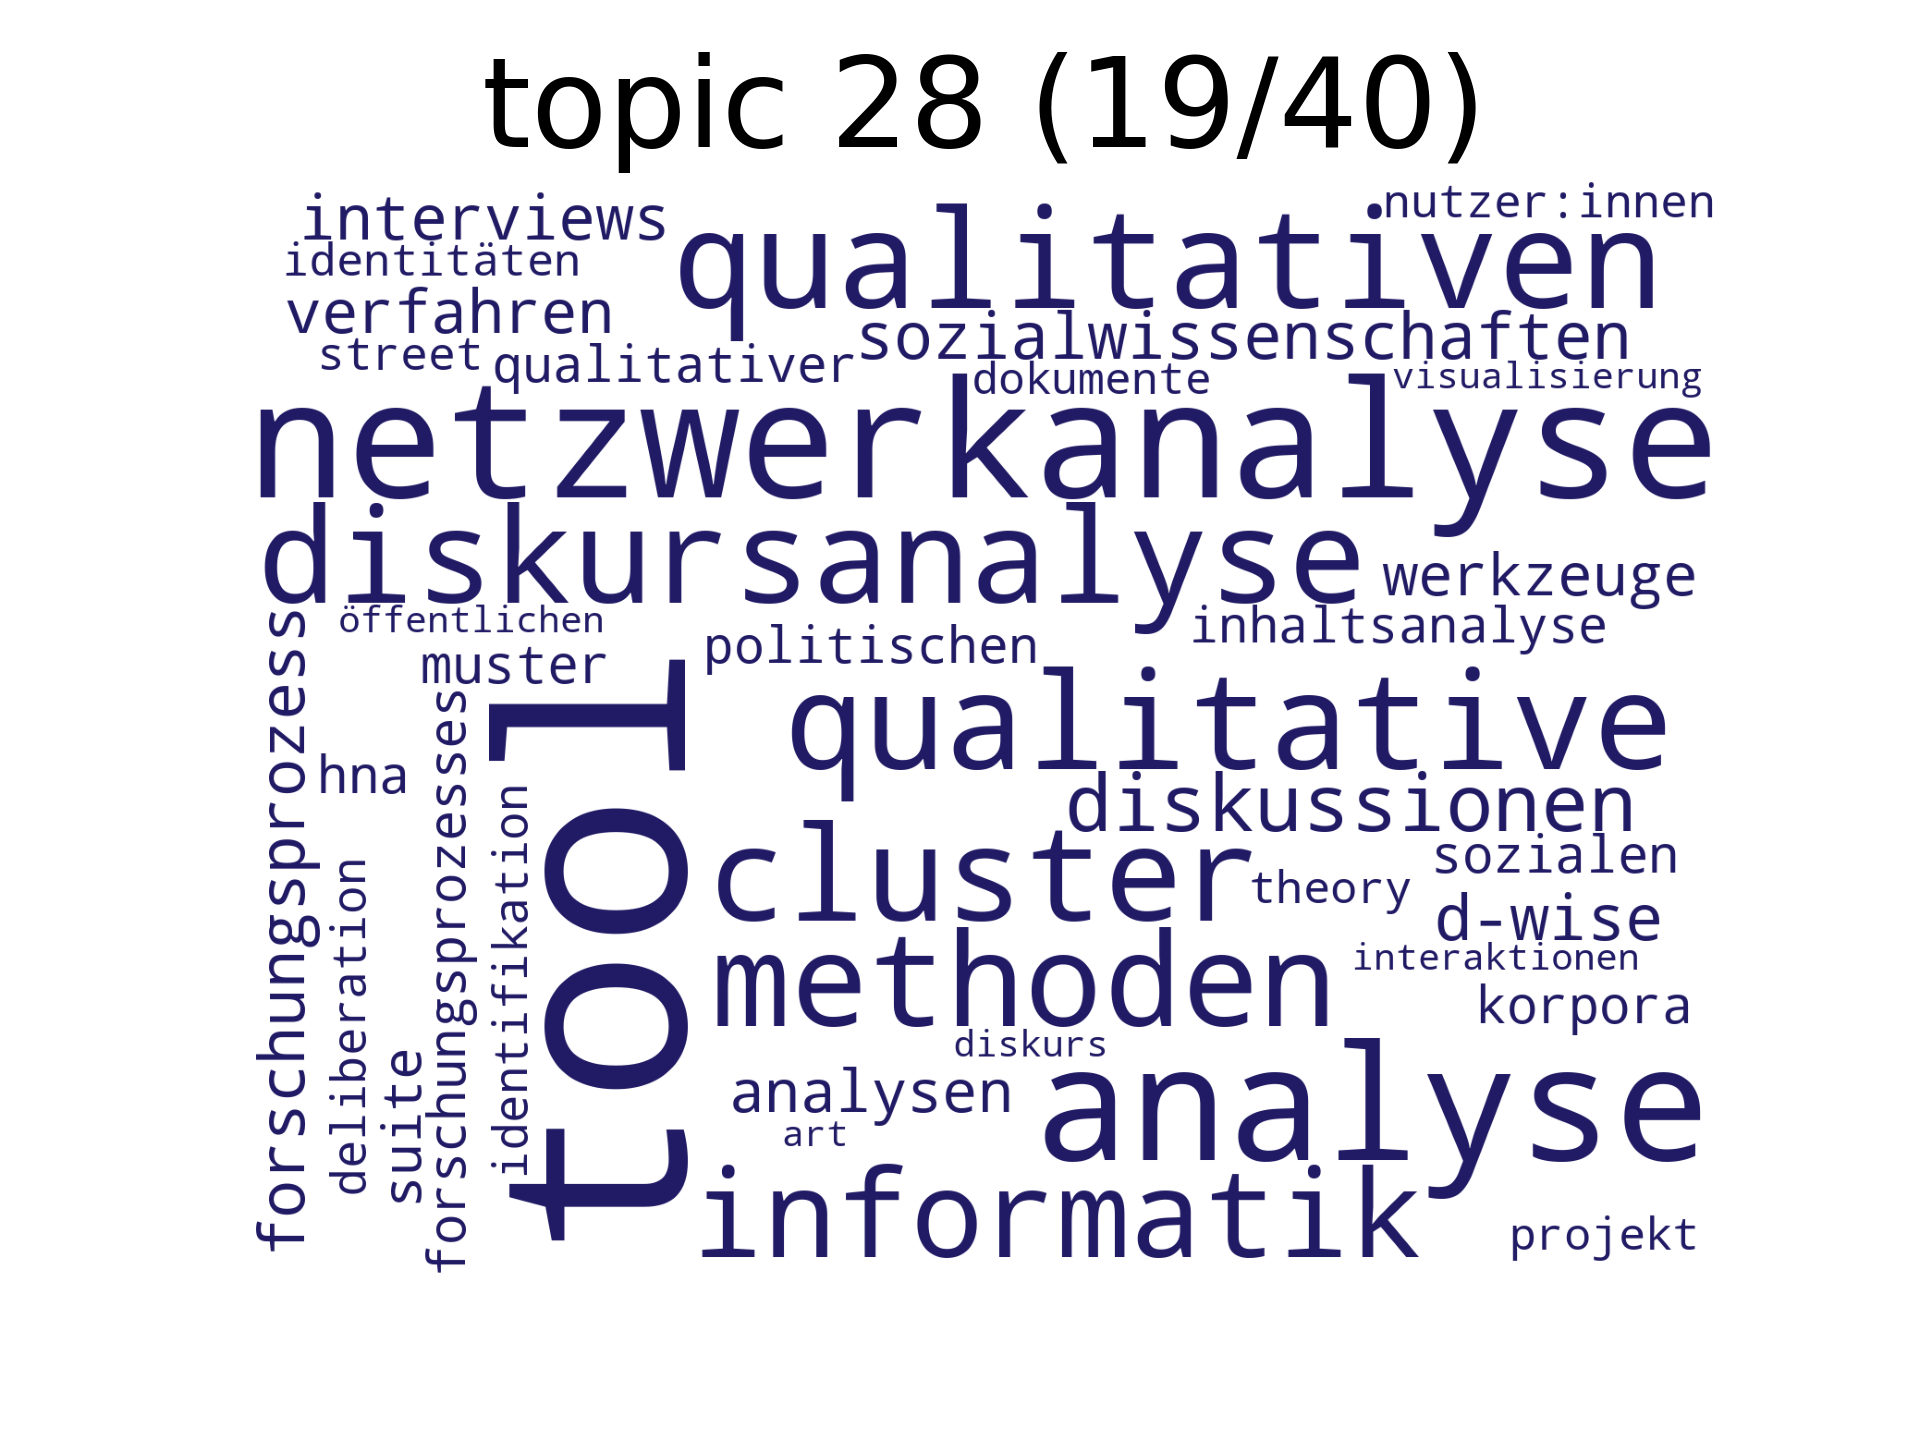 topic 28 (19/40)
interviews
qualitativen
nutzer:innen
identitäten
verfahren
sozialwissenschaften
street
qualitativer
dokumente
visualisierung
netzwerkanalyse
diskursanalyse
werkzeuge
öffentlichen
inhaltsanalyse
politischen
muster
forschungsprozess
forschungsprozesses
tool
qualitative
hna
diskussionen
identifikation
cluster
sozialen
theory
d-wise
deliberation
methoden
interaktionen
korpora
diskurs
suite
analysen
analyse
art
informatik
projekt